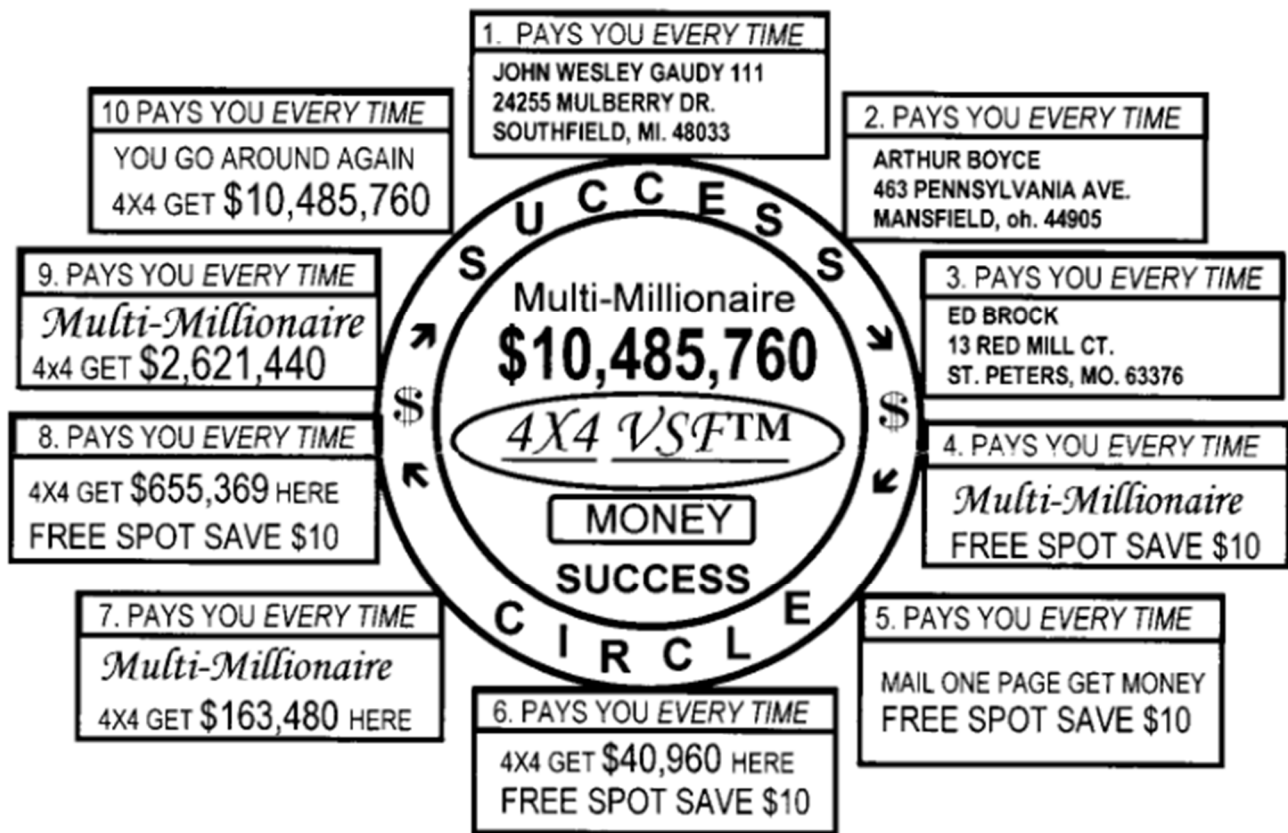 1. PAYS YOU EVERY TIME
JOHN WESLEY GAUDY 111
24255 MULBERRY DR.
SOUTHFIELD, MI. 48033
2. PAYS YOU EVERY TIME
ARTHUR BOYCE
463 PENNSYLVANIA AVE.
MANSFIELD, oh. 44905
3. PAYS YOU EVERY TIME
ED BROCK
13 RED MILL CT.
ST. PETERS, MO. 63376
4. PAYS YOU EVERY TIME
Multi-Millionaire
FREE SPOT SAVE $10
5. PAYS YOU EVERY TIME
MAIL ONE PAGE GET MONEY
FREE SPOT SAVE $10
6. PAYS YOU EVERY TIME
4X4 GET $40,960 HERE
FREE SPOT SAVE $10
7. PAYS YOU EVERY TIME
Multi-Millionaire
4X4 GET $163,480 HERE
8. PAYS YOU EVERY TIME
4X4 GET $655,369 HERE
FREE SPOT SAVE $10
9. PAYS YOU EVERY TIME
Multi-Millionaire
4x4 GET $2,621,440
10 PAYS YOU EVERY TIME
YOU GO AROUND AGAIN
4X4 GET $10,485,760
SUCCESS
$ $
CIRCLE
Multi-Millionaire
$10,485,760
4X4 VSF™
MONEY
SUCCESS